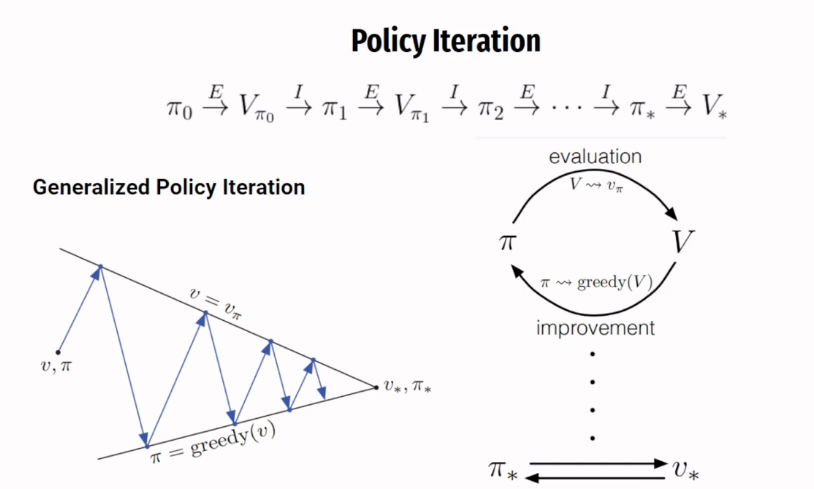 Policy Iteration
π₀ →ᴱ V_π₀ →ᴵ π₁ →ᴱ V_π₁ →ᴵ π₂ →ᴱ ⋯ →ᴵ π* →ᴱ V*
Generalized Policy Iteration
evaluation
V ⇝ v_π
π
V
π ⇝ greedy(V)
improvement
v = v_π
v, π
v*, π*
π = greedy(v)
π*
v*